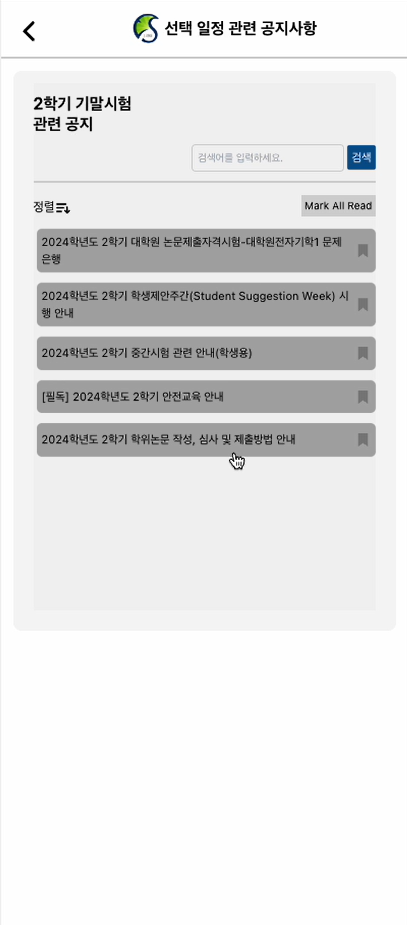 선택 일정 관련 공지사항
2학기 기말시험
관련 공지
검색어를 입력하세요.
검색
정렬
Mark All Read
2024학년도 2학기 대학원 논문제출자격시험-대학원전자기학1 문제
은행
2024학년도 2학기 학생제안주간(Student Suggestion Week) 시
행 안내
2024학년도 2학기 중간시험 관련 안내(학생용)
[필독] 2024학년도 2학기 안전교육 안내
2024학년도 2학기 학위논문 작성, 심사 및 제출방법 안내